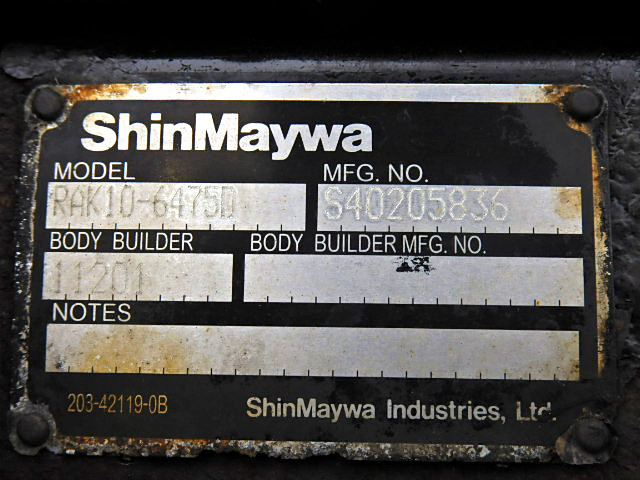 ShinMaywa
MODEL MFG. NO.
RAK10-6475D S40205836
BODY BUILDER BODY BUILDER MFG. NO.
11201
NOTES
203-42119-0B ShinMaywa Industries, Ltd.